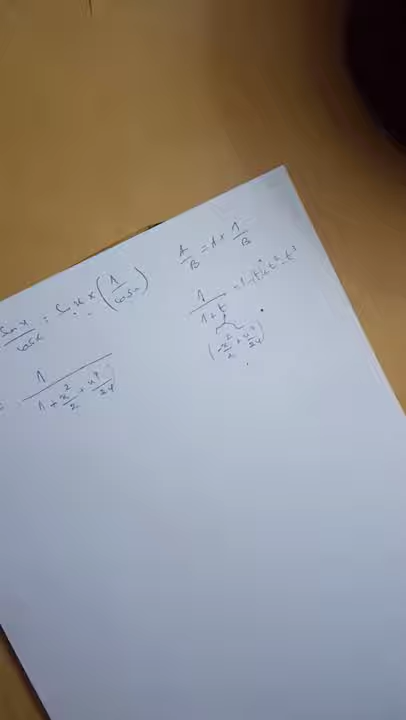 sin x / cos x = sin x × (1 / cos x)
1 / (1 + x²/2 + x⁴/24)
A/B = A × 1/B
1 / (1 + t) = 1 - t + t² - t³
(-x²/2 + x⁴/24)